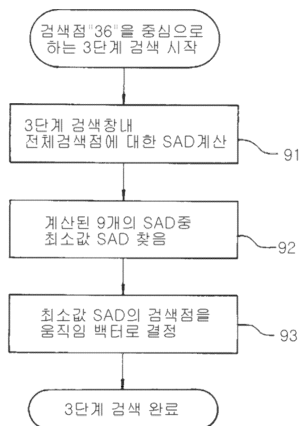 검색점"36"을 중심으로
하는 3단계 검색 시작
3단계 검색창내
전체검색점에 대한 SAD계산
91
계산된 9개의 SAD중
최소값 SAD 찾음
92
최소값 SAD의 검색점을
움직임 백터로 결정
93
3단계 검색 완료